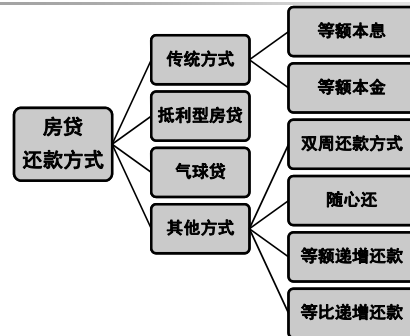 房贷
还款方式
传统方式
等额本息
等额本金
抵利型房贷
气球贷
其他方式
双周还款方式
随心还
等额递增还款
等比递增还款